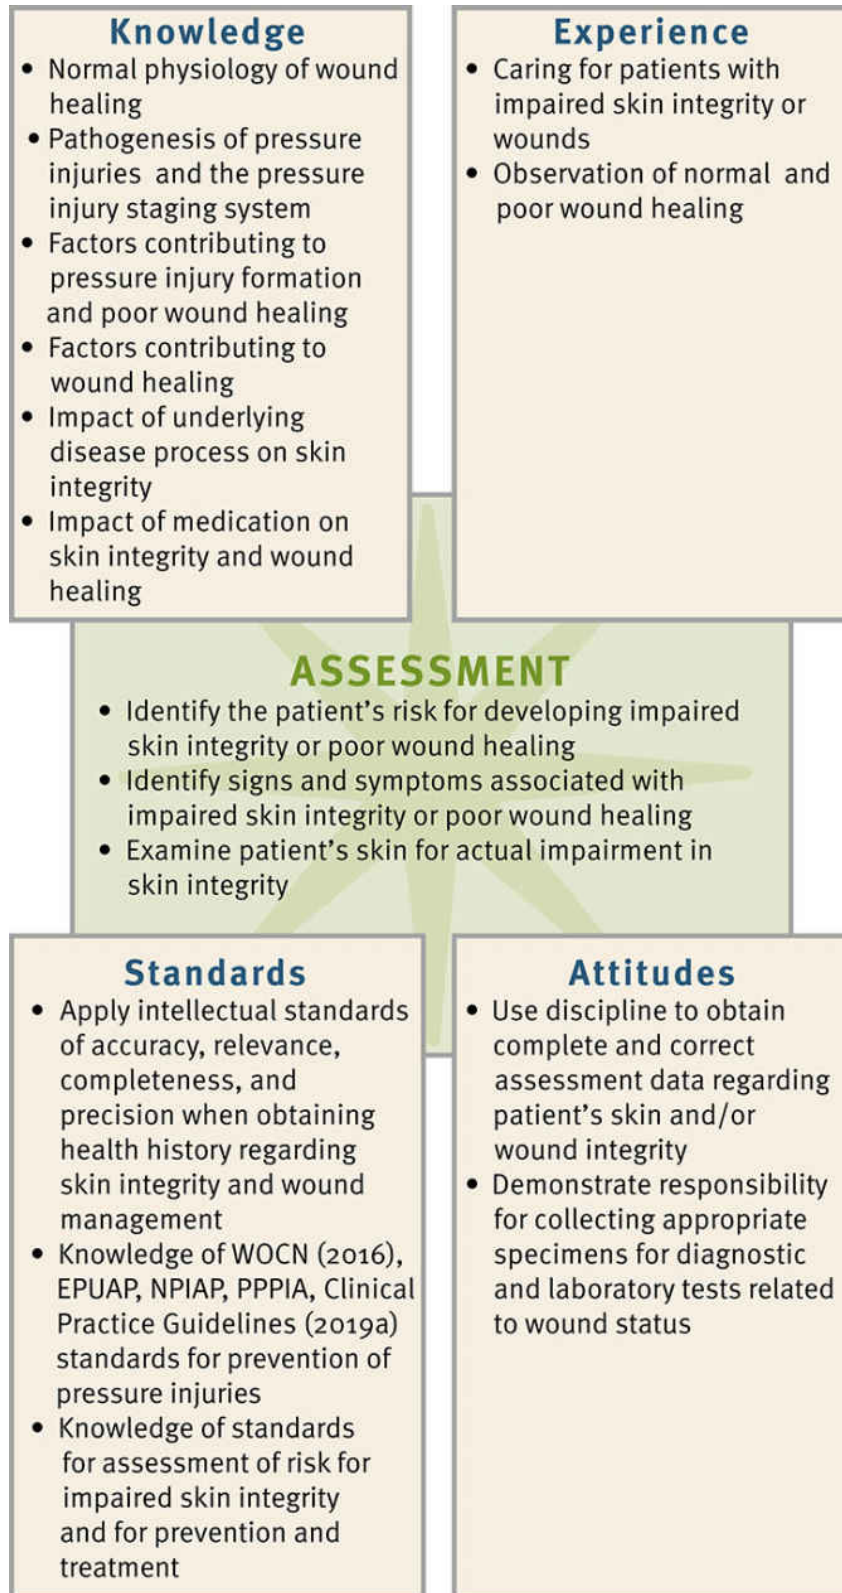 Knowledge
• Normal physiology of wound
healing
• Pathogenesis of pressure
injuries and the pressure
injury staging system
• Factors contributing to
pressure injury formation
and poor wound healing
• Factors contributing to
wound healing
• Impact of underlying
disease process on skin
integrity
• Impact of medication on
skin integrity and wound
healing
Experience
• Caring for patients with
impaired skin integrity or
wounds
• Observation of normal and
poor wound healing
ASSESSMENT
• Identify the patient's risk for developing impaired
skin integrity or poor wound healing
• Identify signs and symptoms associated with
impaired skin integrity or poor wound healing
• Examine patient's skin for actual impairment in
skin integrity
Standards
• Apply intellectual standards
of accuracy, relevance,
completeness, and
precision when obtaining
health history regarding
skin integrity and wound
management
• Knowledge of WOCN (2016),
EPUAP, NPIAP, PPPIA, Clinical
Practice Guidelines (2019a)
standards for prevention of
pressure injuries
• Knowledge of standards
for assessment of risk for
impaired skin integrity
and for prevention and
treatment
Attitudes
• Use discipline to obtain
complete and correct
assessment data regarding
patient's skin and/or
wound integrity
• Demonstrate responsibility
for collecting appropriate
specimens for diagnostic
and laboratory tests related
to wound status